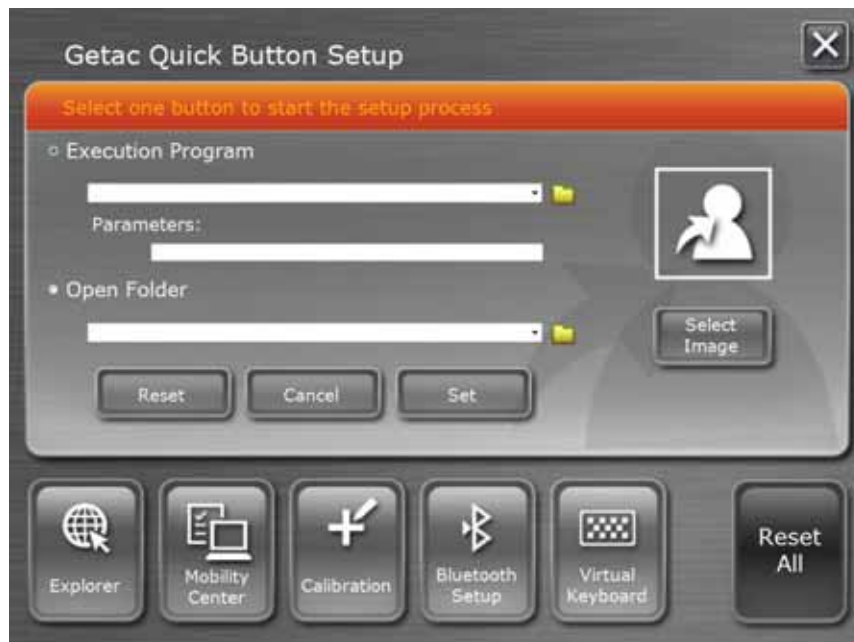 Getac Quick Button Setup
Select one button to start the setup process
Execution Program
Parameters:
Open Folder
Select
Image
Reset
Cancel
Set
Explorer
Mobility
Center
Calibration
Bluetooth
Setup
Virtual
Keyboard
Reset
All